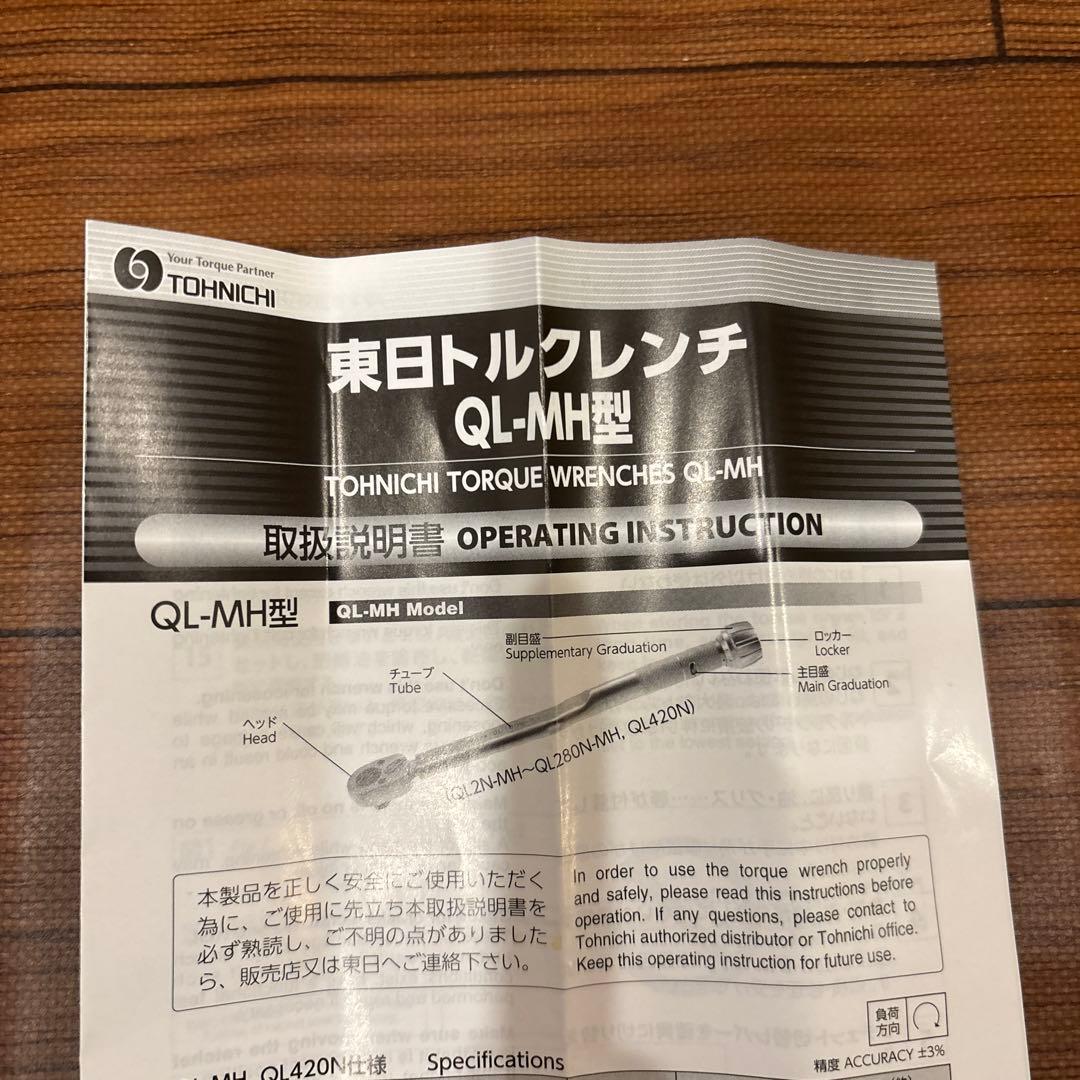 Your Torque Partner
TOHNICHI
東日トルクレンチ
QL-MH型
TOHNICHI TORQUE WRENCHES QL-MH
取扱説明書 OPERATING INSTRUCTION
QL-MH型 QL-MH Model
副目盛
Supplementary Graduation
ロッカー
Locker
チューブ
Tube
主目盛
Main Graduation
ヘッド
Head
(QL2N-MH～QL280N-MH, QL420N)
本製品を正しく安全にご使用いただく
為に、ご使用に先立ち本取扱説明書を
必ず熟読し、ご不明の点がありました
ら、販売店又は東日へご連絡下さい。
In order to use the torque wrench properly
and safely, please read this instructions before
operation. If any questions, please contact to
Tohnichi authorized distributor or Tohnichi office.
Keep this operating instruction for future use.
負荷
方向
精度 ACCURACY ±3%
-MH, QL420N仕様 Specifications